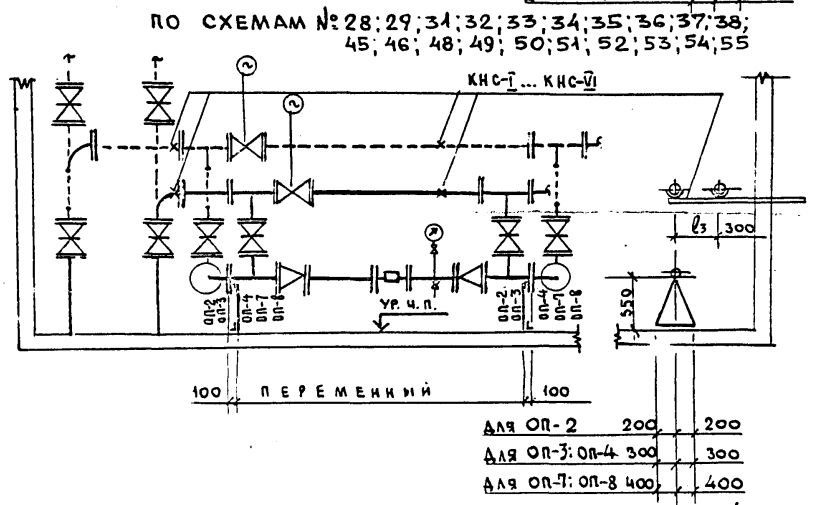 ПО СХЕМАМ № 28; 29; 31; 32; 33; 34; 35; 36; 37; 38;
45; 46; 48; 49; 50; 51; 52; 53; 54; 55
КНС-I ... КНС-VI
ℓ3 300
ОП-2 ОП-3 ОП-4 ОП-7 ОП-8
УР. Ч. П.
ОП-2 ОП-3 ОП-4 ОП-7 ОП-8
550
100 ПЕРЕМЕННЫЙ 100
ДЛЯ ОП-2 200 200
ДЛЯ ОП-3; ОП-4 300 300
ДЛЯ ОП-7; ОП-8 400 400